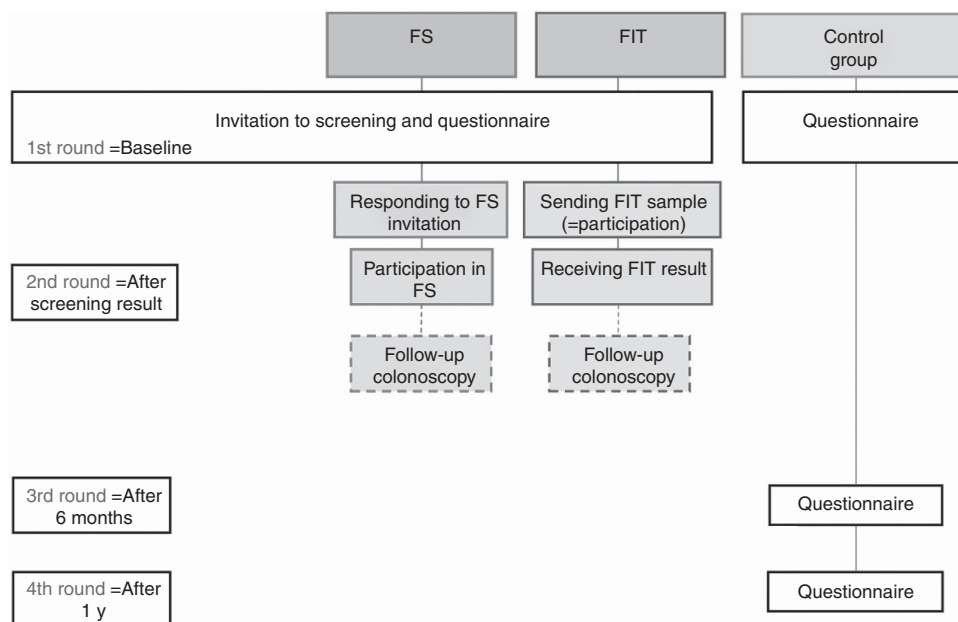 FS
FIT
Control
group
Invitation to screening and questionnaire
1st round =Baseline
Questionnaire
Responding to FS
invitation
Sending FIT sample
(=participation)
2nd round =After
screening result
Participation in
FS
Receiving FIT result
Follow-up
colonoscopy
Follow-up
colonoscopy
3rd round =After
6 months
Questionnaire
4th round =After
1 y
Questionnaire